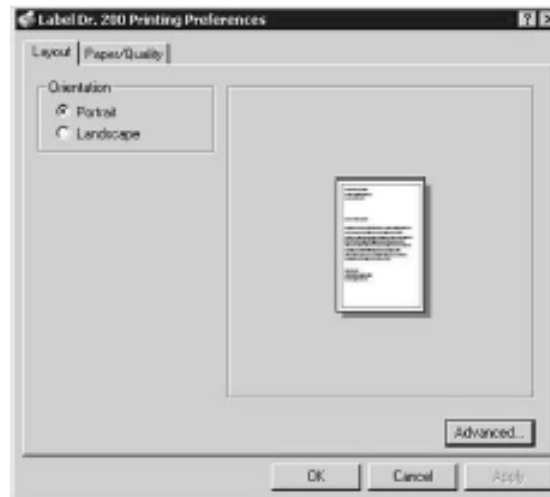 Label Dr. 200 Printing Preferences
Layout
Paper/Quality
Orientation
Portrait
Landscape
Advanced...
OK
Cancel
Apply